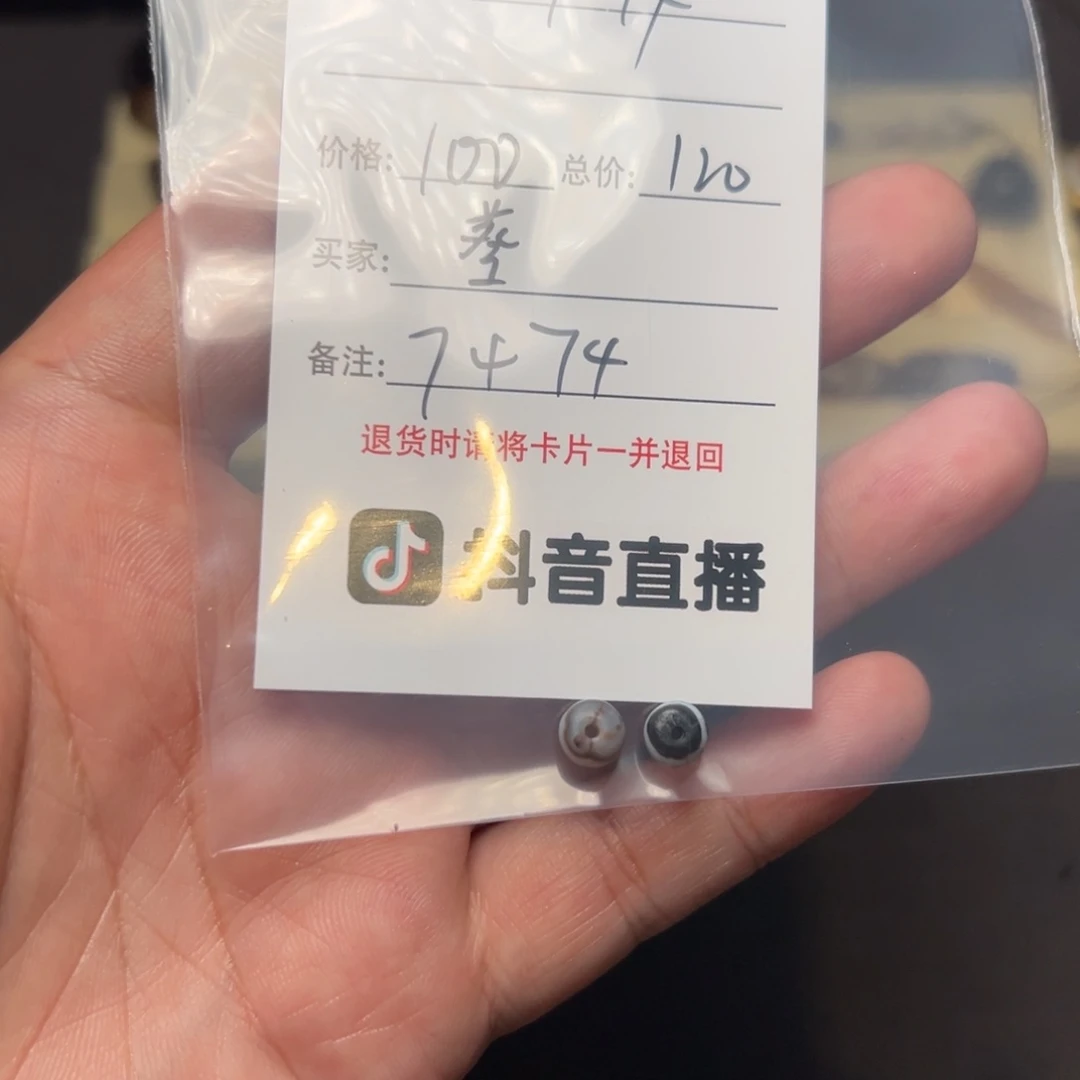 价格: 100 总价: 120
买家:
备注: 7474
退货时请将卡片一并退回
抖音直播